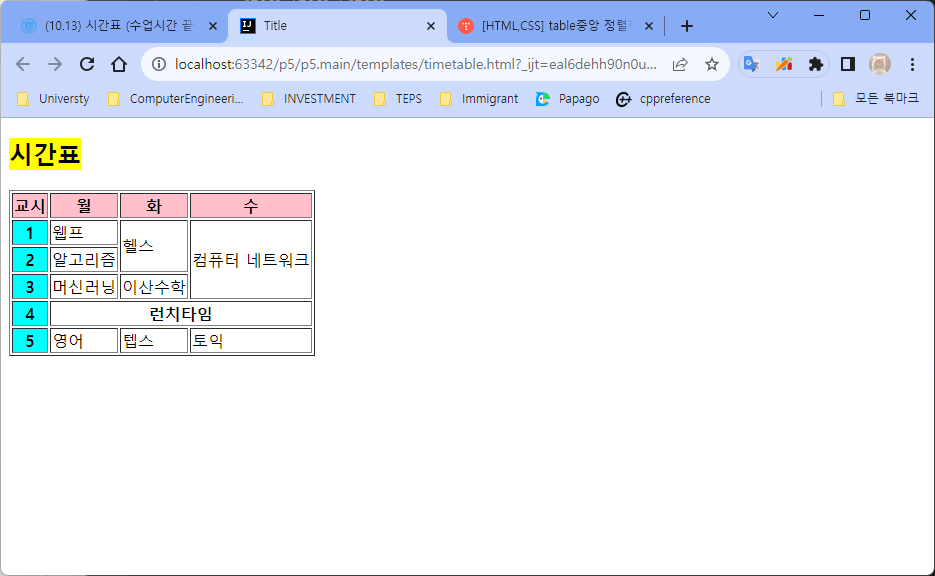 (10.13) 시간표 (수업시간 끝
Title
[HTML,CSS] table중앙 정렬
localhost:63342/p5/p5.main/templates/timetable.html?_ijt=eal6dehh90n0u...
Universty
ComputerEngineeri...
INVESTMENT
TEPS
Immigrant
Papago
cppreference
모든 북마크
시간표
교시 월 화 수
1 웹프 헬스 컴퓨터 네트워크
2 알고리즘
3 머신러닝 이산수학
4 런치타임
5 영어 텝스 토익